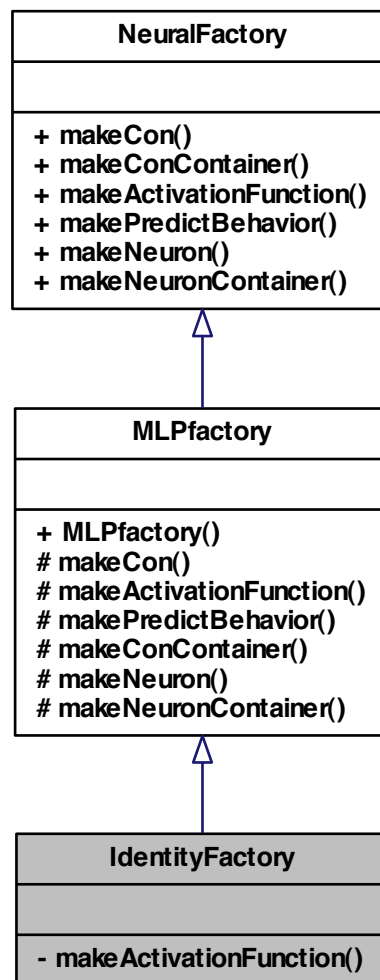 NeuralFactory
+ makeCon()
+ makeConContainer()
+ makeActivationFunction()
+ makePredictBehavior()
+ makeNeuron()
+ makeNeuronContainer()
MLPfactory
+ MLPfactory()
# makeCon()
# makeActivationFunction()
# makePredictBehavior()
# makeConContainer()
# makeNeuron()
# makeNeuronContainer()
IdentityFactory
- makeActivationFunction()